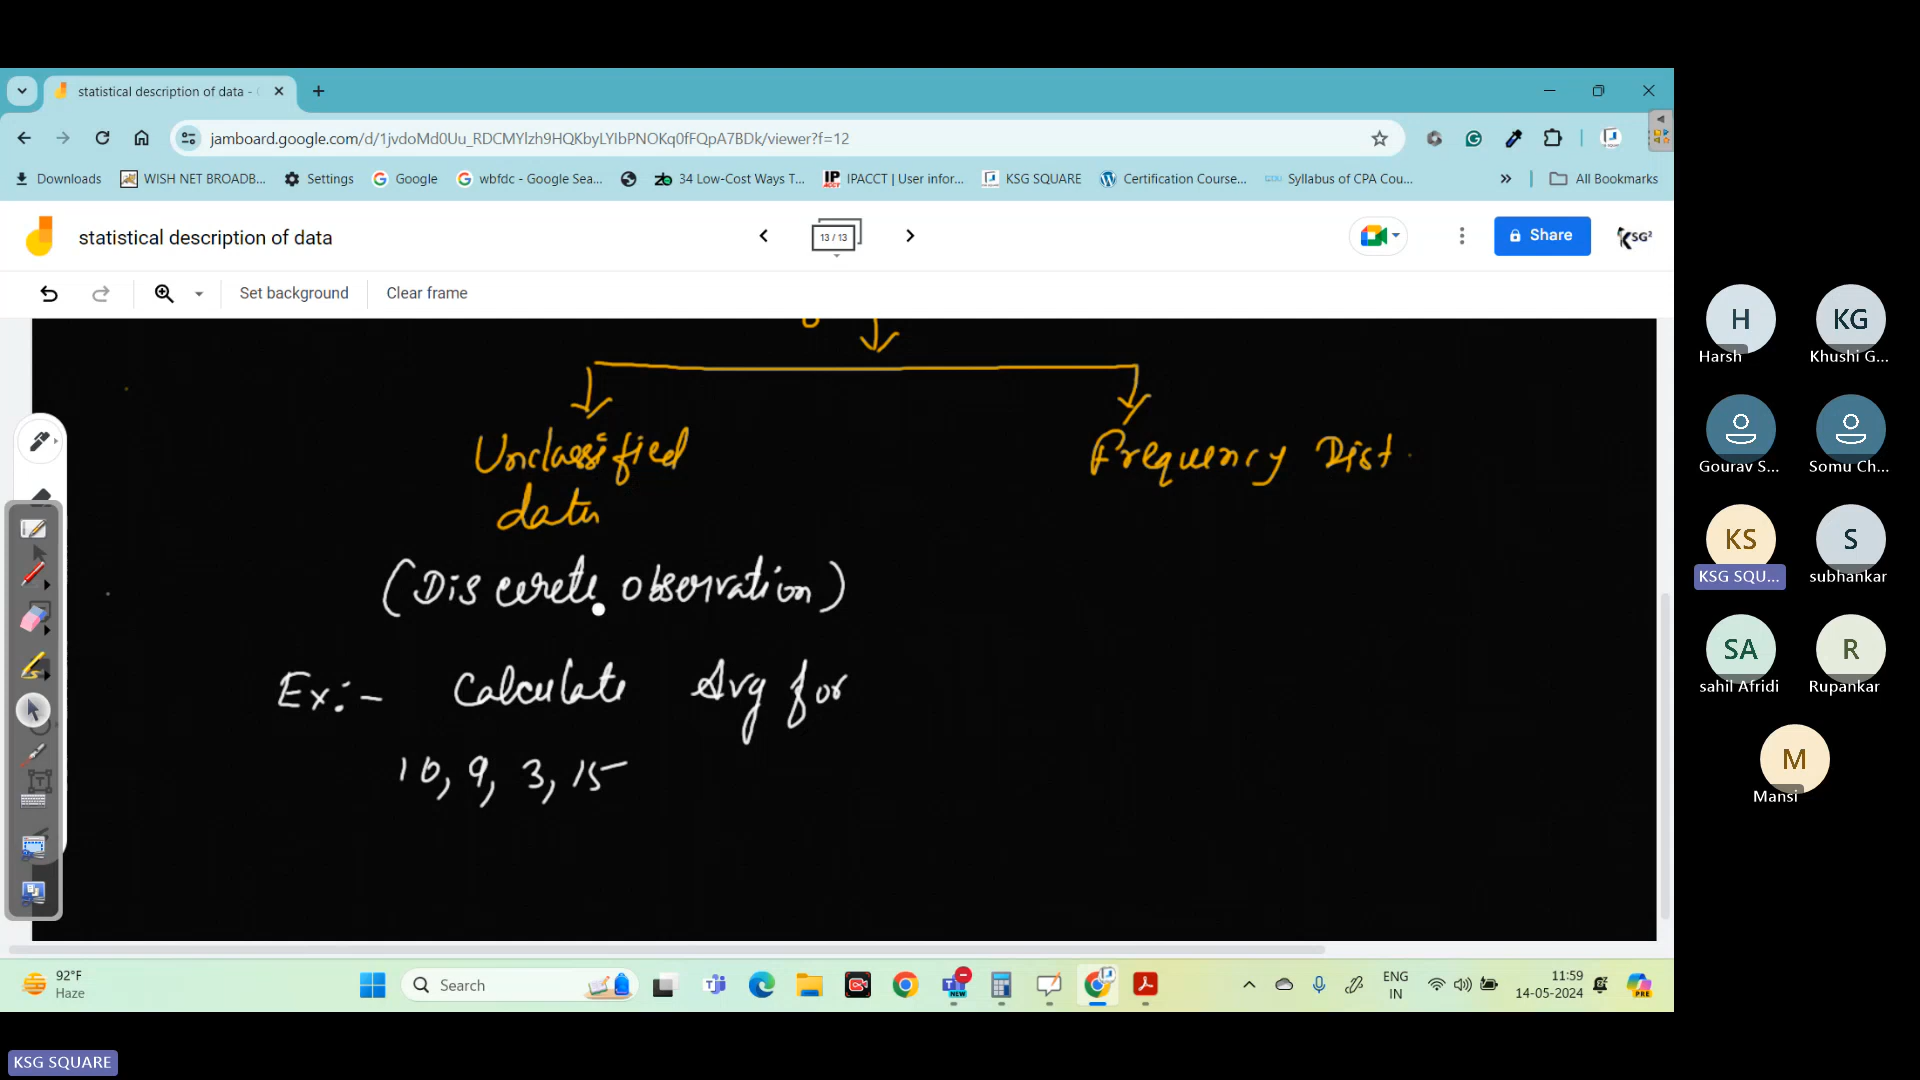 statistical description of data -
jamboard.google.com/d/1jvdoMd0Uu_RDCMYlzh9HQKbyLYlbPNOKq0fFQpA7BDk/viewer?f=12
Downloads WISH NET BROADB... Settings Google wbfdc - Google Sea... 34 Low-Cost Ways T... IPACCT | User infor... KSG SQUARE Certification Course... Syllabus of CPA Cou... » All Bookmarks
statistical description of data 13 / 13 Share KSG²
Set background Clear frame
Unclassified Frequency Dist
data
(Discerete observation)
Ex:- Calculate Avg for
10, 9, 3, 15
H KG
Harsh Khushi G...
Gourav S... Somu Ch...
KS S
KSG SQU... subhankar
SA R
sahil Afridi Rupankar
M
Mansi
92°F
Haze
Search
NEW
ENG
IN
11:59
14-05-2024
PRE
KSG SQUARE